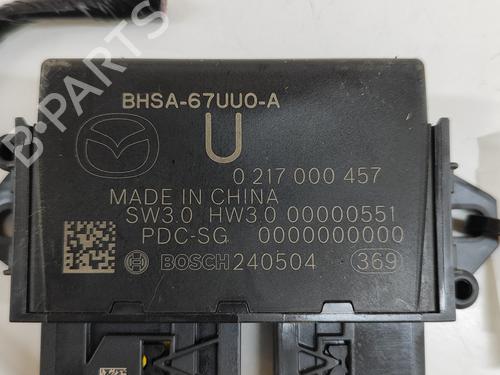 BHSA-67UU0-A
U
0 217 000 457
MADE IN CHINA
SW3.0 HW3.0 00000551
PDC-SG 0000000000
BOSCH 240504 369